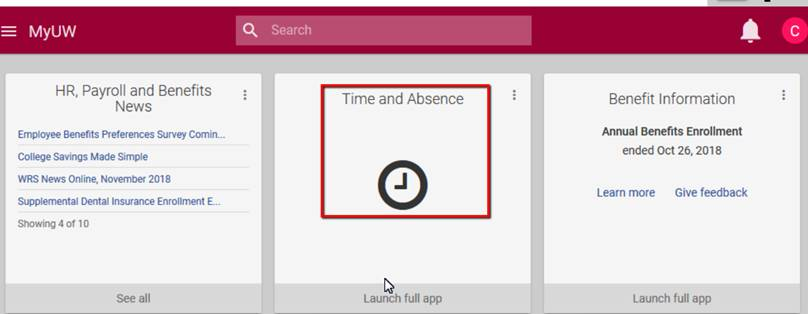 MyUW
Search
C
HR, Payroll and Benefits
News
Employee Benefits Preferences Survey Comin...
College Savings Made Simple
WRS News Online, November 2018
Supplemental Dental Insurance Enrollment E...
Showing 4 of 10
See all
Time and Absence
Launch full app
Benefit Information
Annual Benefits Enrollment
ended Oct 26, 2018
Learn more Give feedback
Launch full app